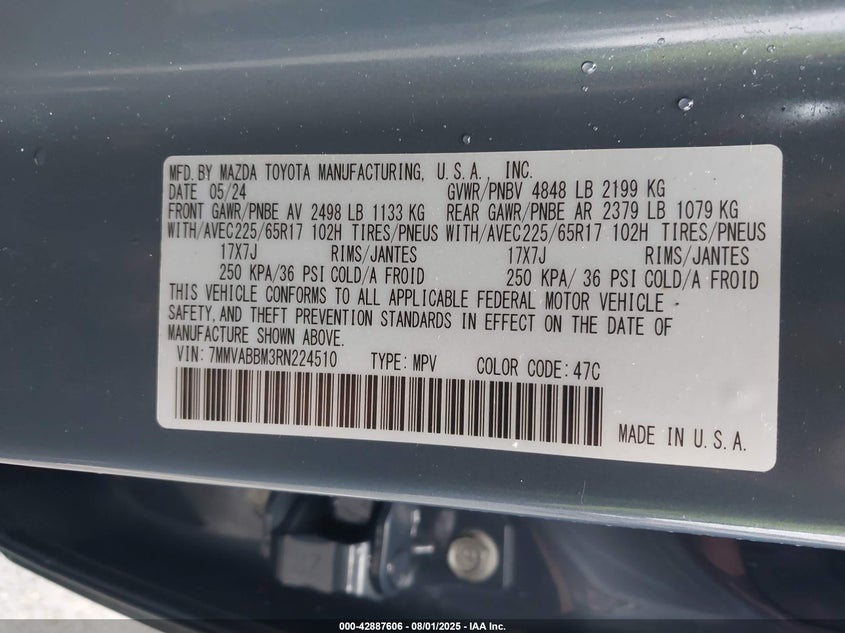 MFD. BY MAZDA TOYOTA MANUFACTURING, U.S.A., INC.
DATE 05/24 GVWR/PNBV 4848 LB 2199 KG
FRONT GAWR/PNBE AV 2498 LB 1133 KG REAR GAWR/PNBE AR 2379 LB 1079 KG
WITH/AVEC225/65R17 102H TIRES/PNEUS WITH/AVEC225/65R17 102H TIRES/PNEUS
17X7J RIMS/JANTES 17X7J RIMS/JANTES
250 KPA/36 PSI COLD/A FROID 250 KPA/ 36 PSI COLD/A FROID
THIS VEHICLE CONFORMS TO ALL APPLICABLE FEDERAL MOTOR VEHICLE
SAFETY, AND THEFT PREVENTION STANDARDS IN EFFECT ON THE DATE OF
MANUFACTURE SHOWN ABOVE.
VIN: 7MMVABBM3RN224510 TYPE: MPV COLOR CODE: 47C
MADE IN U.S.A.
000-42887606 - 08/01/2025 - IAA Inc.